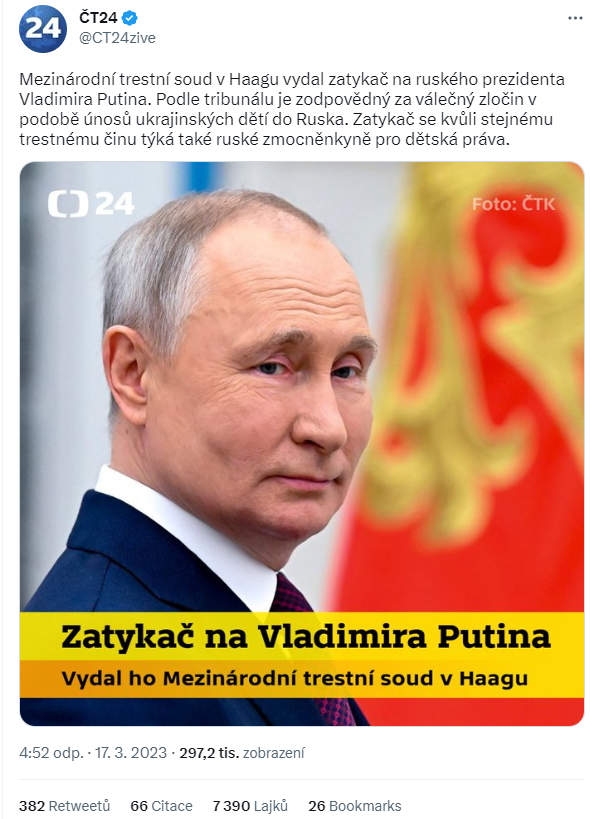 24
ČT24
@CT24zive
Mezinárodní trestní soud v Haagu vydal zatykač na ruského prezidenta
Vladimira Putina. Podle tribunálu je zodpovědný za válečný zločin v
podobě únosů ukrajinských dětí do Ruska. Zatykač se kvůli stejnému
trestnému činu týká také ruské zmocněnkyně pro dětská práva.
24
Foto: ČTK
Zatykač na Vladimira Putina
Vydal ho Mezinárodní trestní soud v Haagu
4:52 odp. · 17. 3. 2023 · 297,2 tis. zobrazení
382 Retweetů 66 Citace 7 390 Lajků 26 Bookmarks